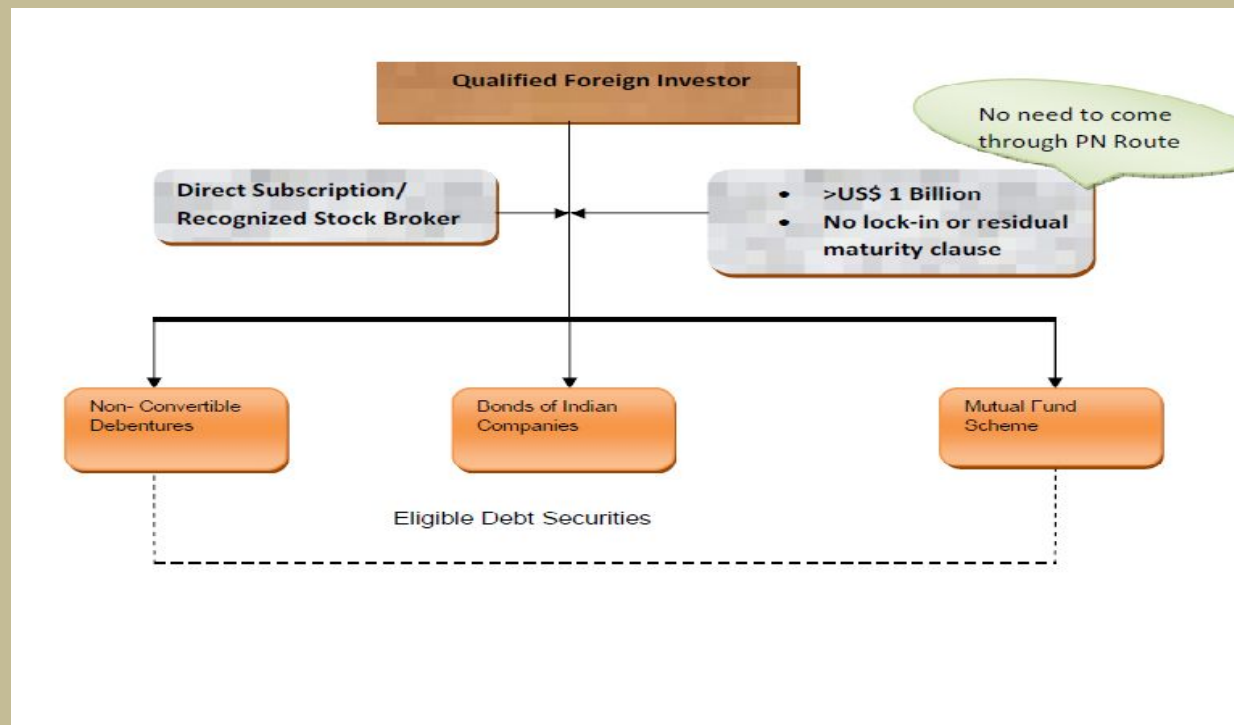 Qualified Foreign Investor
No need to come
through PN Route
Direct Subscription/
Recognized Stock Broker
• >US$ 1 Billion
• No lock-in or residual
maturity clause
Non- Convertible
Debentures
Bonds of Indian
Companies
Mutual Fund
Scheme
Eligible Debt Securities